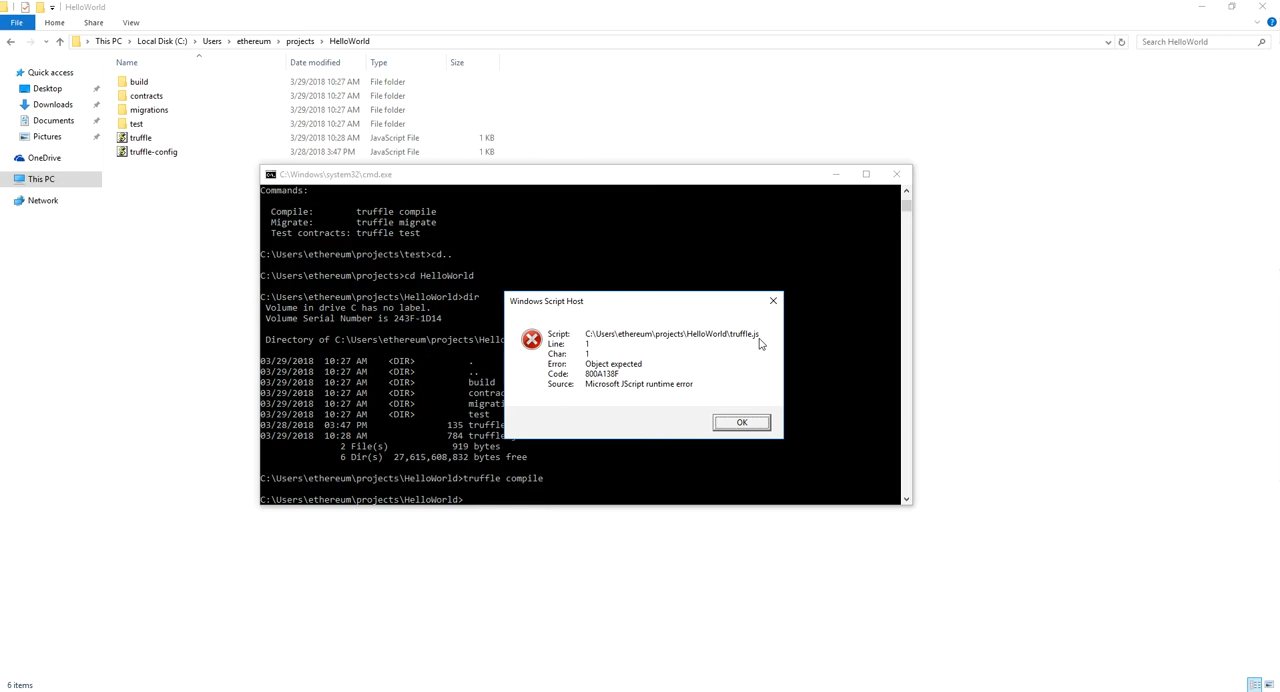 HelloWorld
File Home Share View
This PC Local Disk (C:) Users ethereum projects HelloWorld
Search HelloWorld
Name Date modified Type Size
Quick access
Desktop
Downloads
Documents
Pictures
OneDrive
This PC
Network
build 3/29/2018 10:27 AM File folder
contracts 3/29/2018 10:27 AM File folder
migrations 3/29/2018 10:27 AM File folder
test 3/29/2018 10:27 AM File folder
truffle 3/29/2018 10:28 AM JavaScript File 1 KB
truffle-config 3/28/2018 3:47 PM JavaScript File 1 KB
C:\Windows\system32\cmd.exe
Commands:
Compile: truffle compile
Migrate: truffle migrate
Test contracts: truffle test
C:\Users\ethereum\projects\test>cd..
C:\Users\ethereum\projects>cd HelloWorld
C:\Users\ethereum\projects\HelloWorld>dir
Volume in drive C has no label.
Volume Serial Number is 243F-1D14
Directory of C:\Users\ethereum\projects\Hello
03/29/2018 10:27 AM <DIR> .
03/29/2018 10:27 AM <DIR> ..
03/29/2018 10:27 AM <DIR> build
03/29/2018 10:27 AM <DIR> contrac
03/29/2018 10:27 AM <DIR> migrati
03/29/2018 10:27 AM <DIR> test
03/28/2018 03:47 PM 135 truffle
03/29/2018 10:28 AM 784 truffle
2 File(s) 919 bytes
6 Dir(s) 27,615,608,832 bytes free
C:\Users\ethereum\projects\HelloWorld>truffle compile
C:\Users\ethereum\projects\HelloWorld>
Windows Script Host
Script: C:\Users\ethereum\projects\HelloWorld\truffle.js
Line: 1
Char: 1
Error: Object expected
Code: 800A138F
Source: Microsoft JScript runtime error
OK
6 items